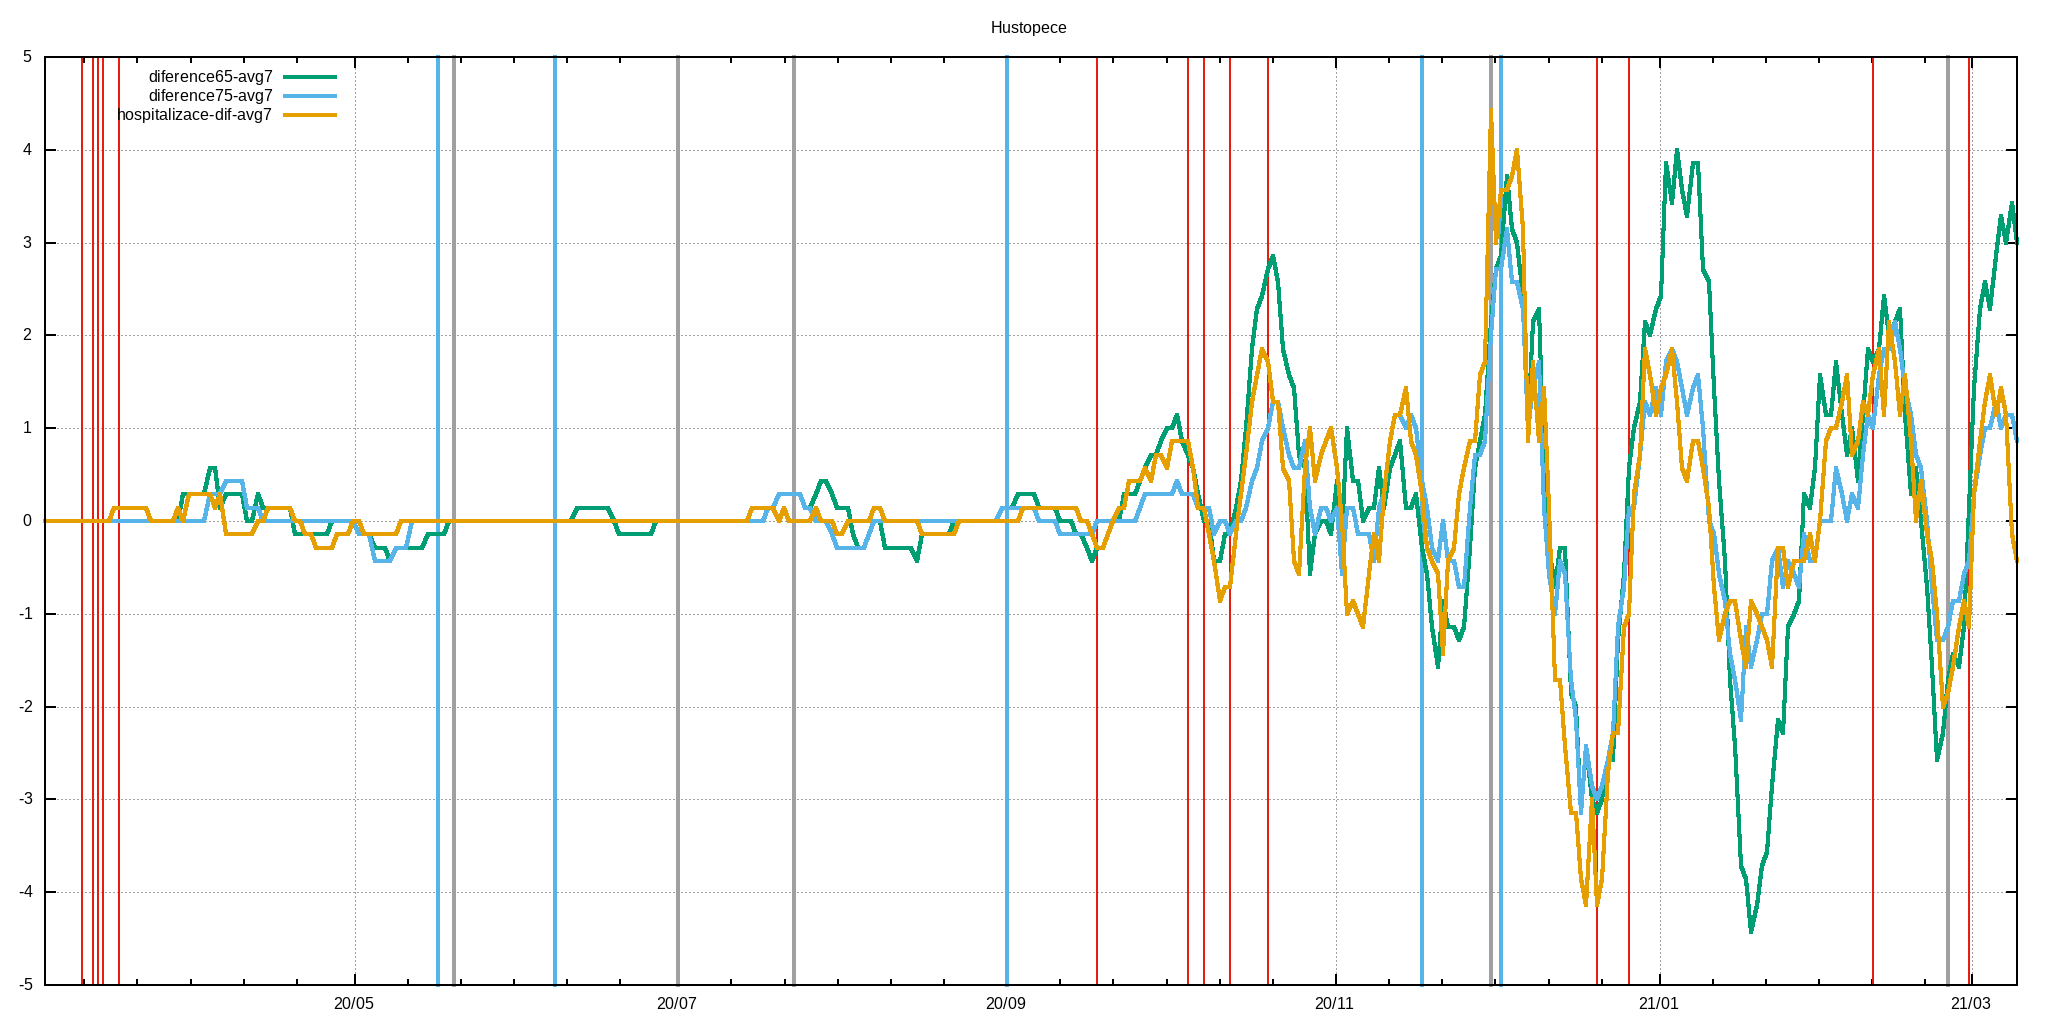 Hustopece
diference65-avg7
diference75-avg7
hospitalizace-dif-avg7
5
4
3
2
1
0
-1
-2
-3
-4
-5
20/05 20/07 20/09 20/11 21/01 21/03